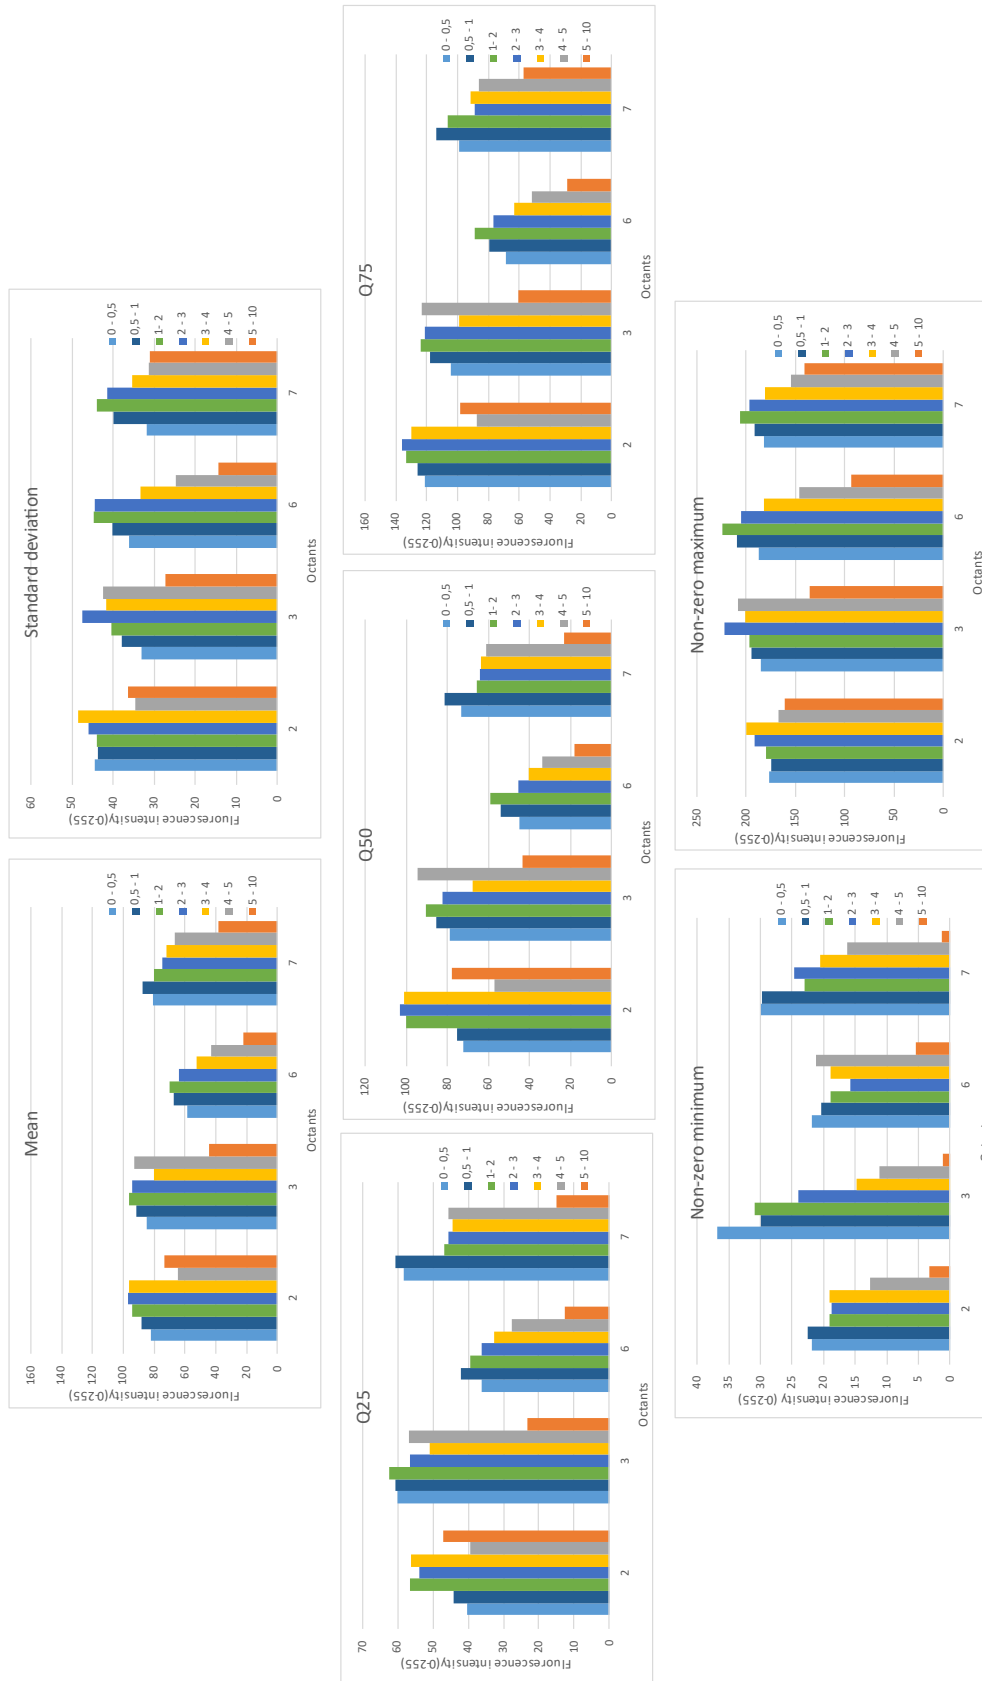 Mean
Fluorescence intensity(0-255)
160
140
120
100
80
60
40
20
0
2 3 6 7
Octants
0 - 0,5
0,5 - 1
1- 2
2 - 3
3 - 4
4 - 5
5 - 10
Standard deviation
Fluorescence intensity(0-255)
60
50
40
30
20
10
0
2 3 6 7
Octants
0 - 0,5
0,5 - 1
1- 2
2 - 3
3 - 4
4 - 5
5 - 10
Q25
Fluorescence intensity(0-255)
70
60
50
40
30
20
10
0
2 3 6 7
Octants
0 - 0,5
0,5 - 1
1- 2
2 - 3
3 - 4
4 - 5
5 - 10
Q50
Fluorescence intensity(0-255)
120
100
80
60
40
20
0
2 3 6 7
Octants
0 - 0,5
0,5 - 1
1- 2
2 - 3
3 - 4
4 - 5
5 - 10
Q75
Fluorescence intensity(0-255)
160
140
120
100
80
60
40
20
0
2 3 6 7
Octants
0 - 0,5
0,5 - 1
1- 2
2 - 3
3 - 4
4 - 5
5 - 10
Non-zero minimum
Fluorescence intensity (0-255)
40
35
30
25
20
15
10
5
0
2 3 6 7
0 - 0,5
0,5 - 1
1- 2
2 - 3
3 - 4
4 - 5
5 - 10
Non-zero maximum
Fluorescence intensity(0-255)
250
200
150
100
50
0
2 3 6 7
Octants
0 - 0,5
0,5 - 1
1- 2
2 - 3
3 - 4
4 - 5
5 - 10